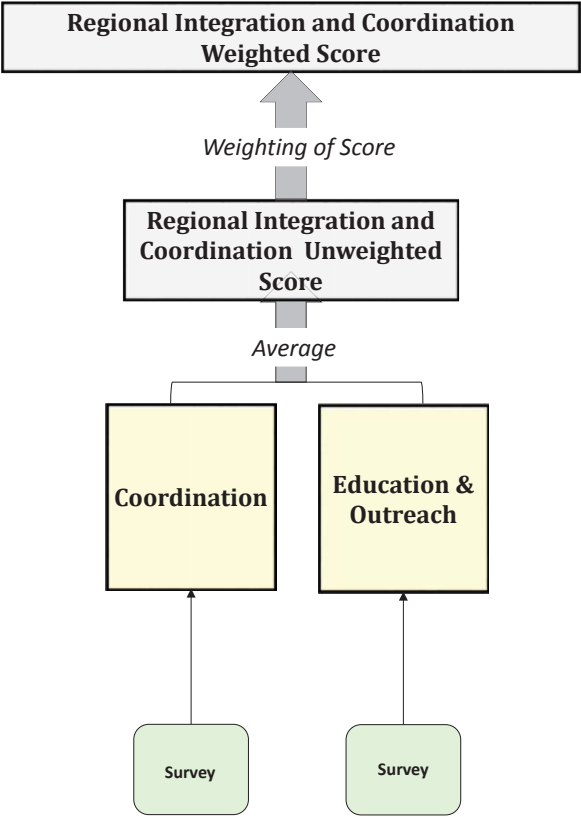 Regional Integration and Coordination
Weighted Score
Weighting of Score
Regional Integration and
Coordination  Unweighted
Score
Average
Coordination
Education &
Outreach
Survey
Survey